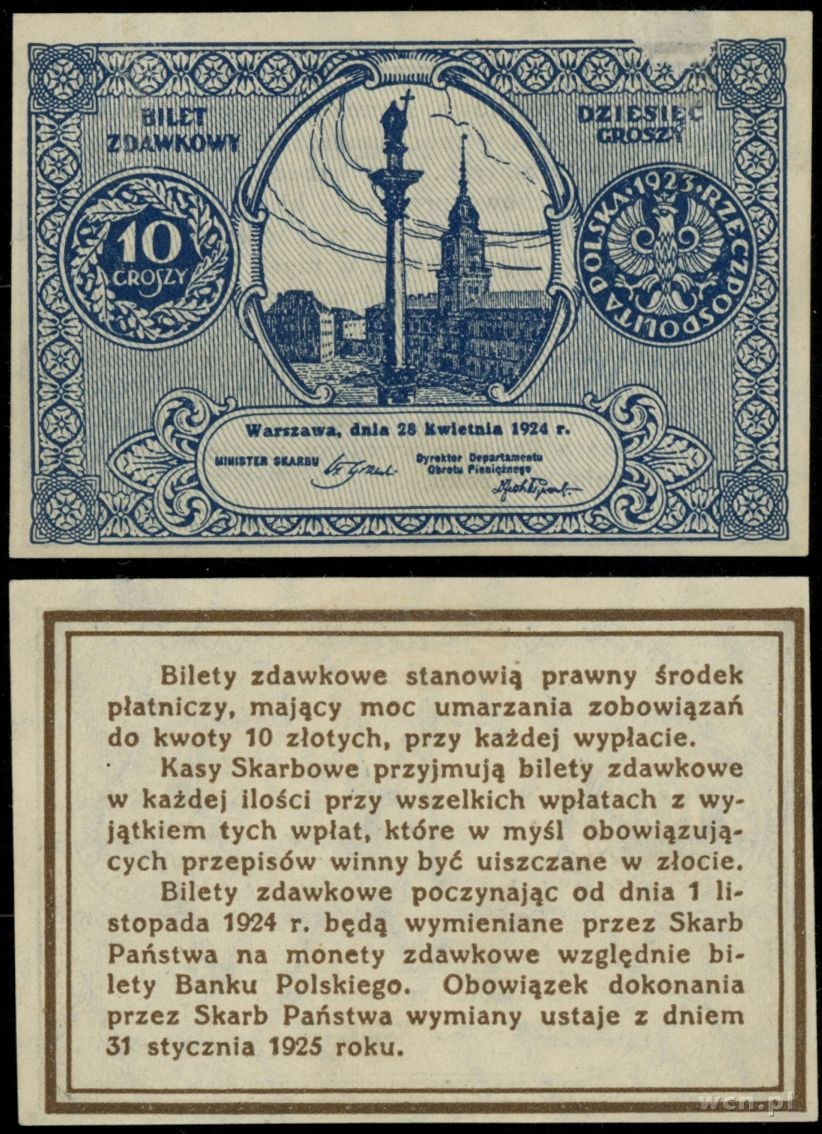 BILET
ZDAWKOWY
DZIESIĘĆ
GROSZY
10
GROSZY
RZECZPOSPOLITA POLSKA · 1923 ·
Warszawa, dnia 28 kwietnia 1924 r.
MINISTER SKARBU
Dyrektor Departamentu
Obrotu Pieniężnego
Bilety zdawkowe stanowią prawny środek
płatniczy, mający moc umarzania zobowiązań
do kwoty 10 złotych, przy każdej wypłacie.
Kasy Skarbowe przyjmują bilety zdawkowe
w każdej ilości przy wszelkich wpłatach z wy-
jątkiem tych wpłat, które w myśl obowiązują-
cych przepisów winny być uiszczane w złocie.
Bilety zdawkowe poczynając od dnia 1 li-
stopada 1924 r. będą wymieniane przez Skarb
Państwa na monety zdawkowe względnie bi-
lety Banku Polskiego. Obowiązek dokonania
przez Skarb Państwa wymiany ustaje z dniem
31 stycznia 1925 roku.
wcn.pl